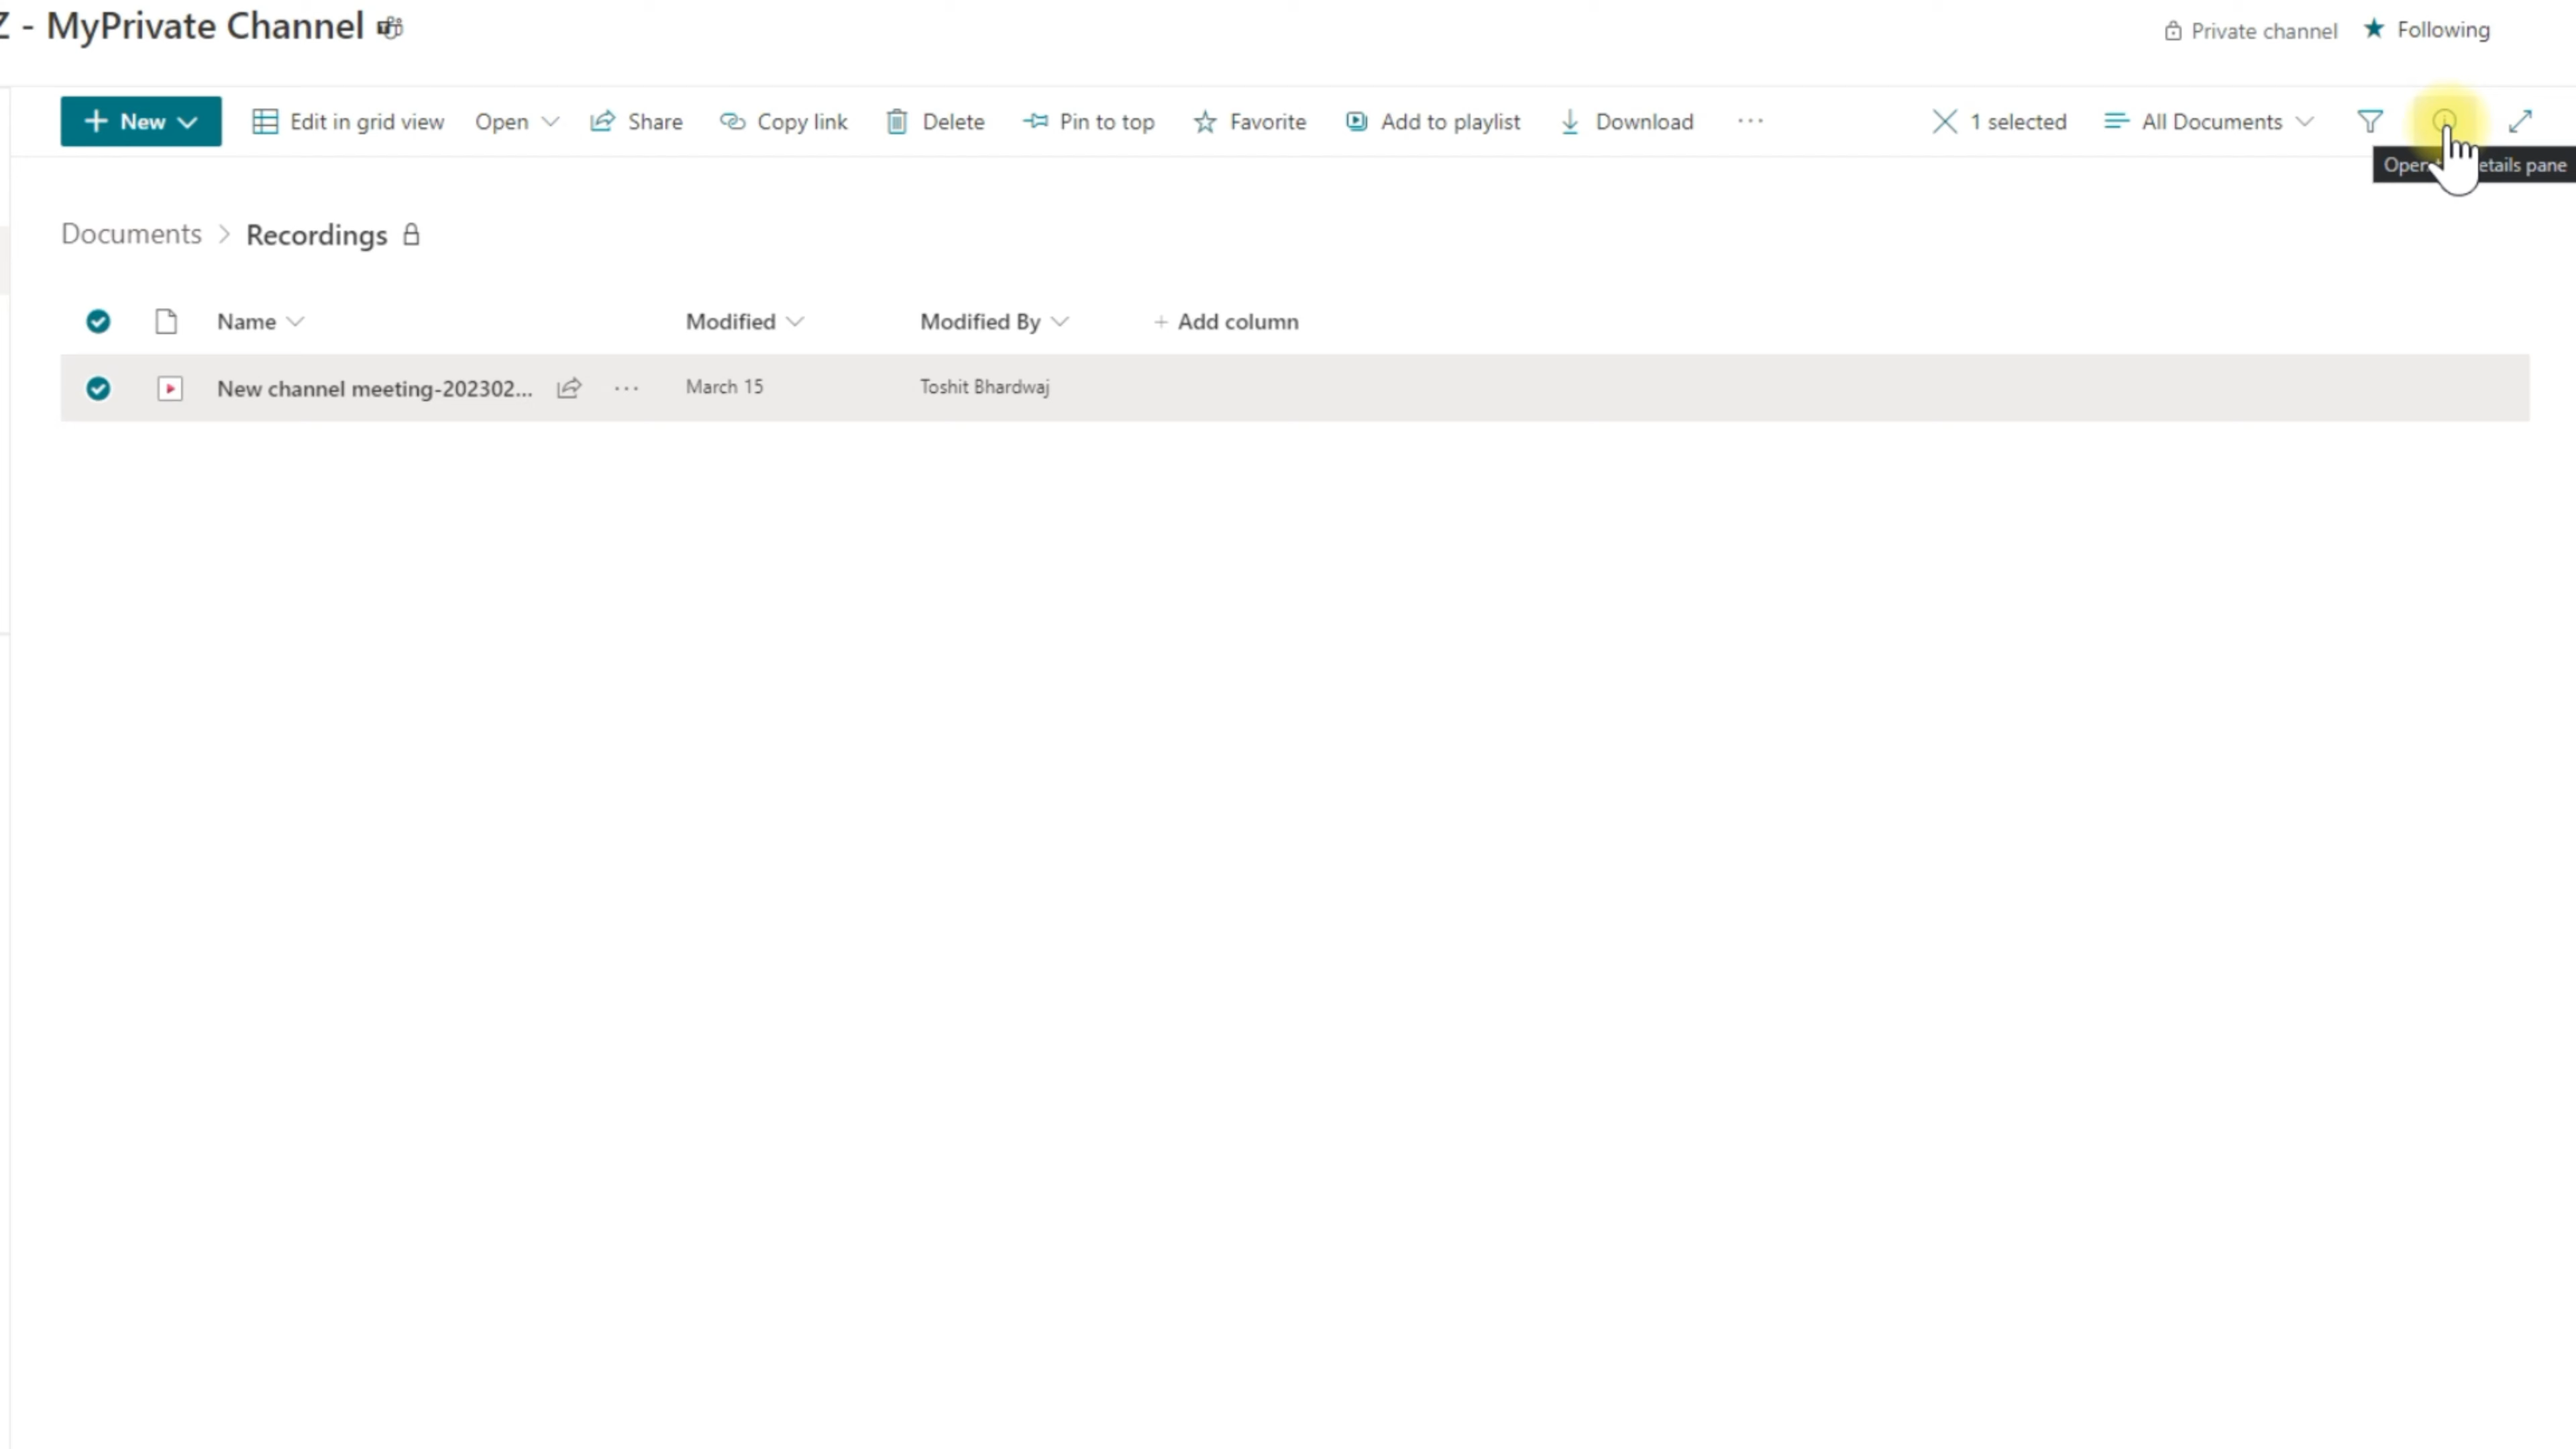 Z - MyPrivate Channel
Private channel Following
New Edit in grid view Open Share Copy link Delete Pin to top Favorite Add to playlist Download ... 1 selected All Documents
Open etails pane
Documents > Recordings
Name Modified Modified By + Add column
New channel meeting-202302... ... March 15 Toshit Bhardwaj